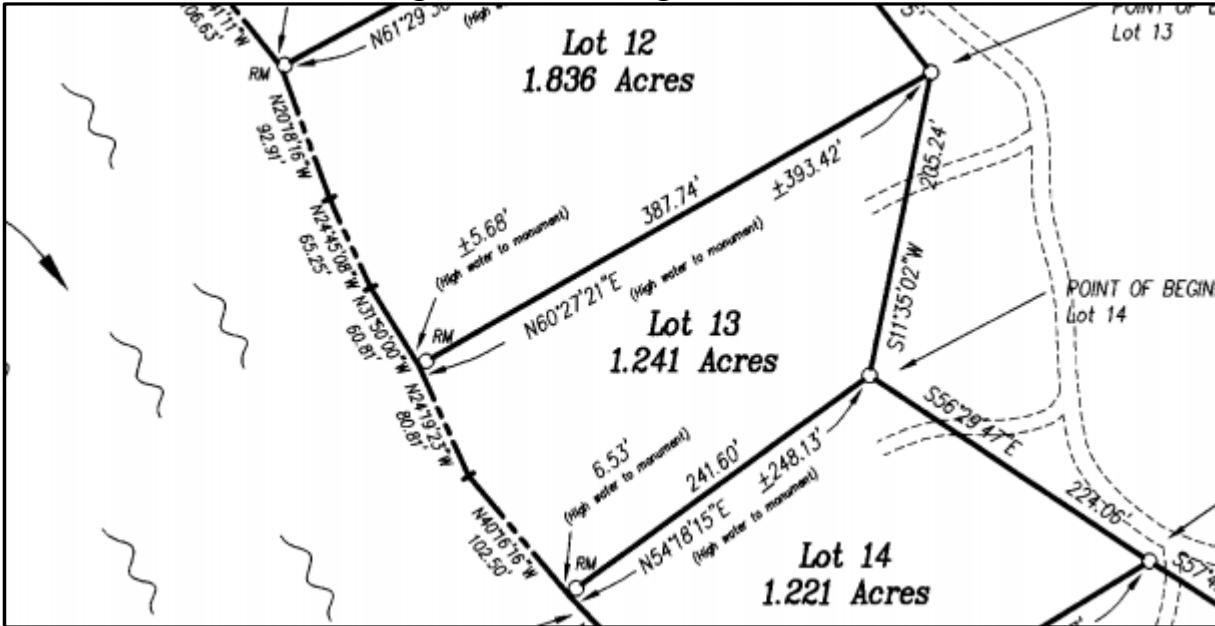 106.63'
N61°29'
(High water to
Lot 12
1.836 Acres
Lot 13
RM
N20°18'16"W
92.91'
N24°45'08"W
65.25'
N31°50'00"W
60.81'
±5.68'
(High water to monument)
387.74'
±393.42'
N60°27'21"E
(High water to monument)
205.24'
S11°35'02"W
RM
Lot 13
1.241 Acres
POINT OF BEGIN
Lot 14
N24°19'23"W
80.81'
6.53'
(High water to monument)
241.60'
±248.13'
N54°18'15"E
(High water to monument)
S56°29'47"E
224.06'
N40°16'16"W
102.50'
RM
Lot 14
1.221 Acres
S57°4